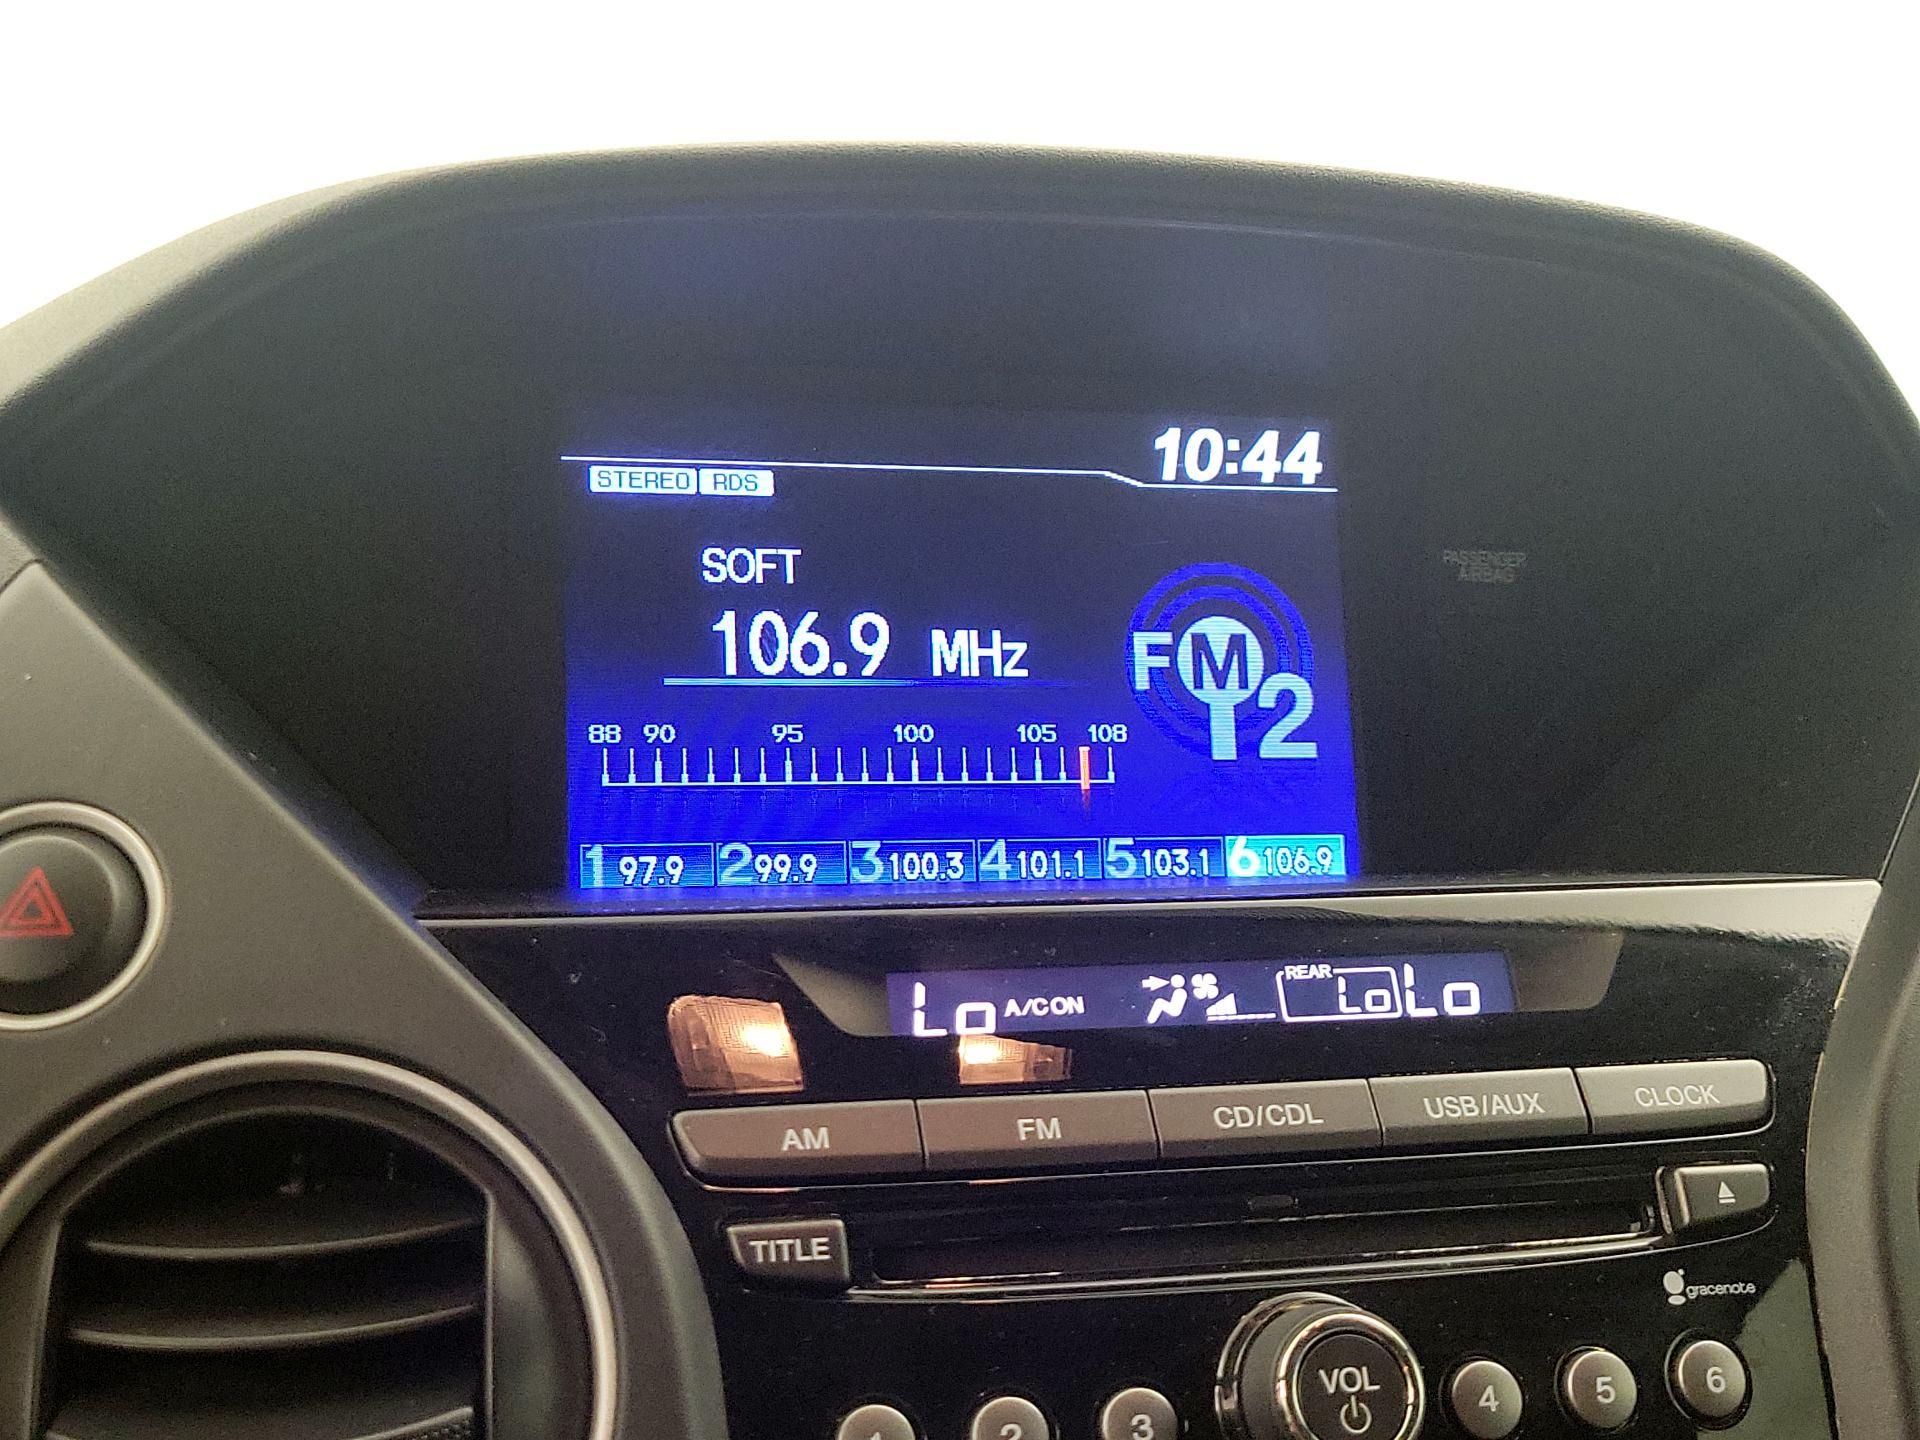 10:44
STEREO RDS
SOFT
106.9 MHz
FM2
88 90 95 100 105 108
1 97.9 2 99.9 3 100.3 4 101.1 5 103.1 6 106.9
PASSENGER
AIRBAG
Lo A/C ON REAR Lo Lo
AM FM CD/CDL USB/AUX CLOCK
TITLE
gracenote
VOL
1 2 3 4 5 6